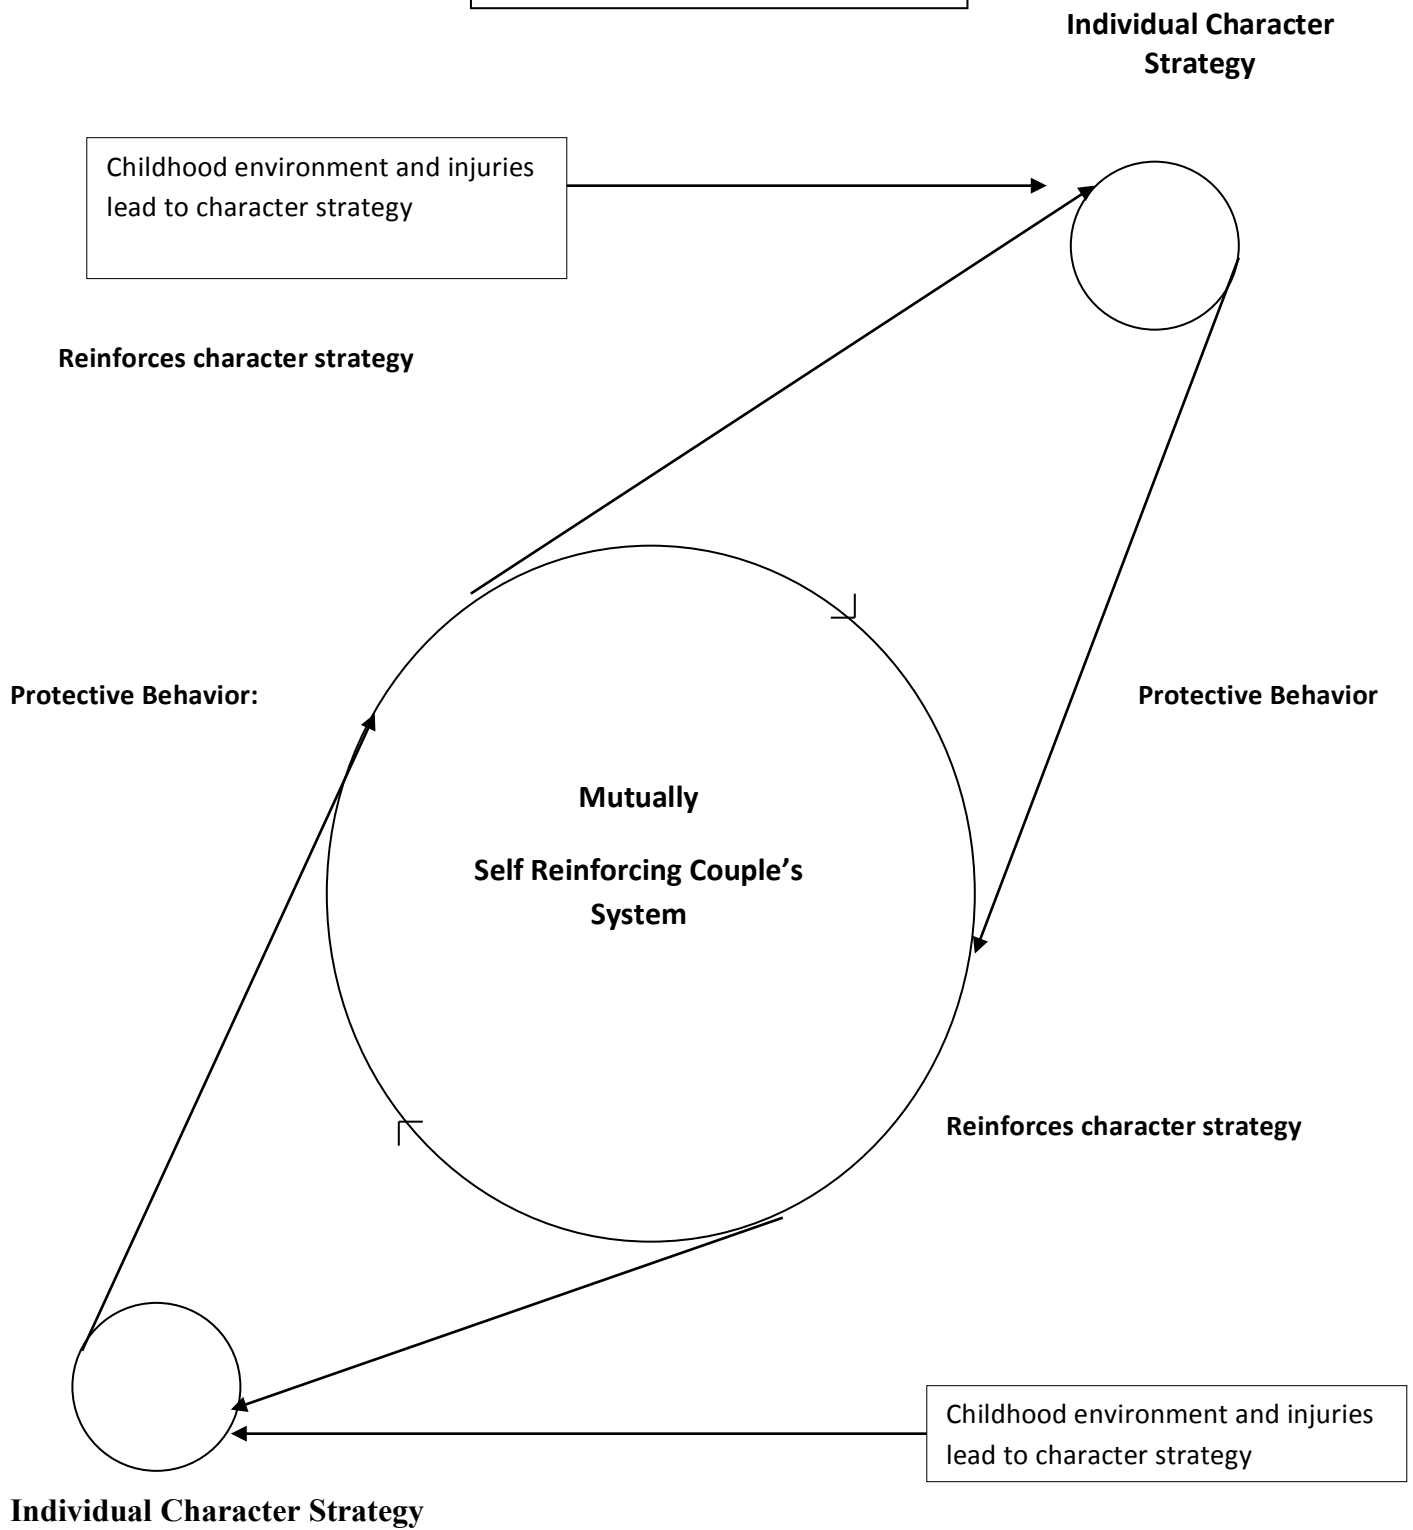 Individual Character
Strategy
Childhood environment and injuries
lead to character strategy
Reinforces character strategy
Protective Behavior:
Protective Behavior
Mutually
Self Reinforcing Couple’s
System
Reinforces character strategy
Childhood environment and injuries
lead to character strategy
Individual Character Strategy